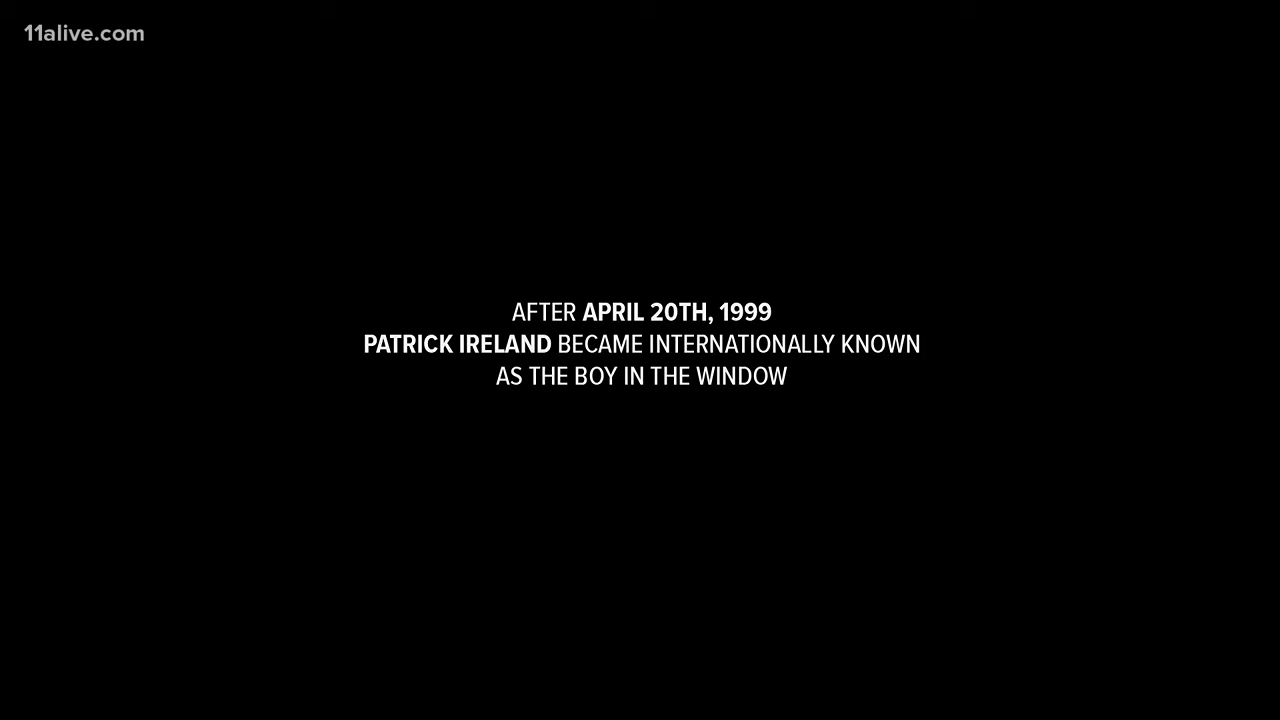 11alive.com
AFTER APRIL 20TH, 1999
PATRICK IRELAND BECAME INTERNATIONALLY KNOWN
AS THE BOY IN THE WINDOW